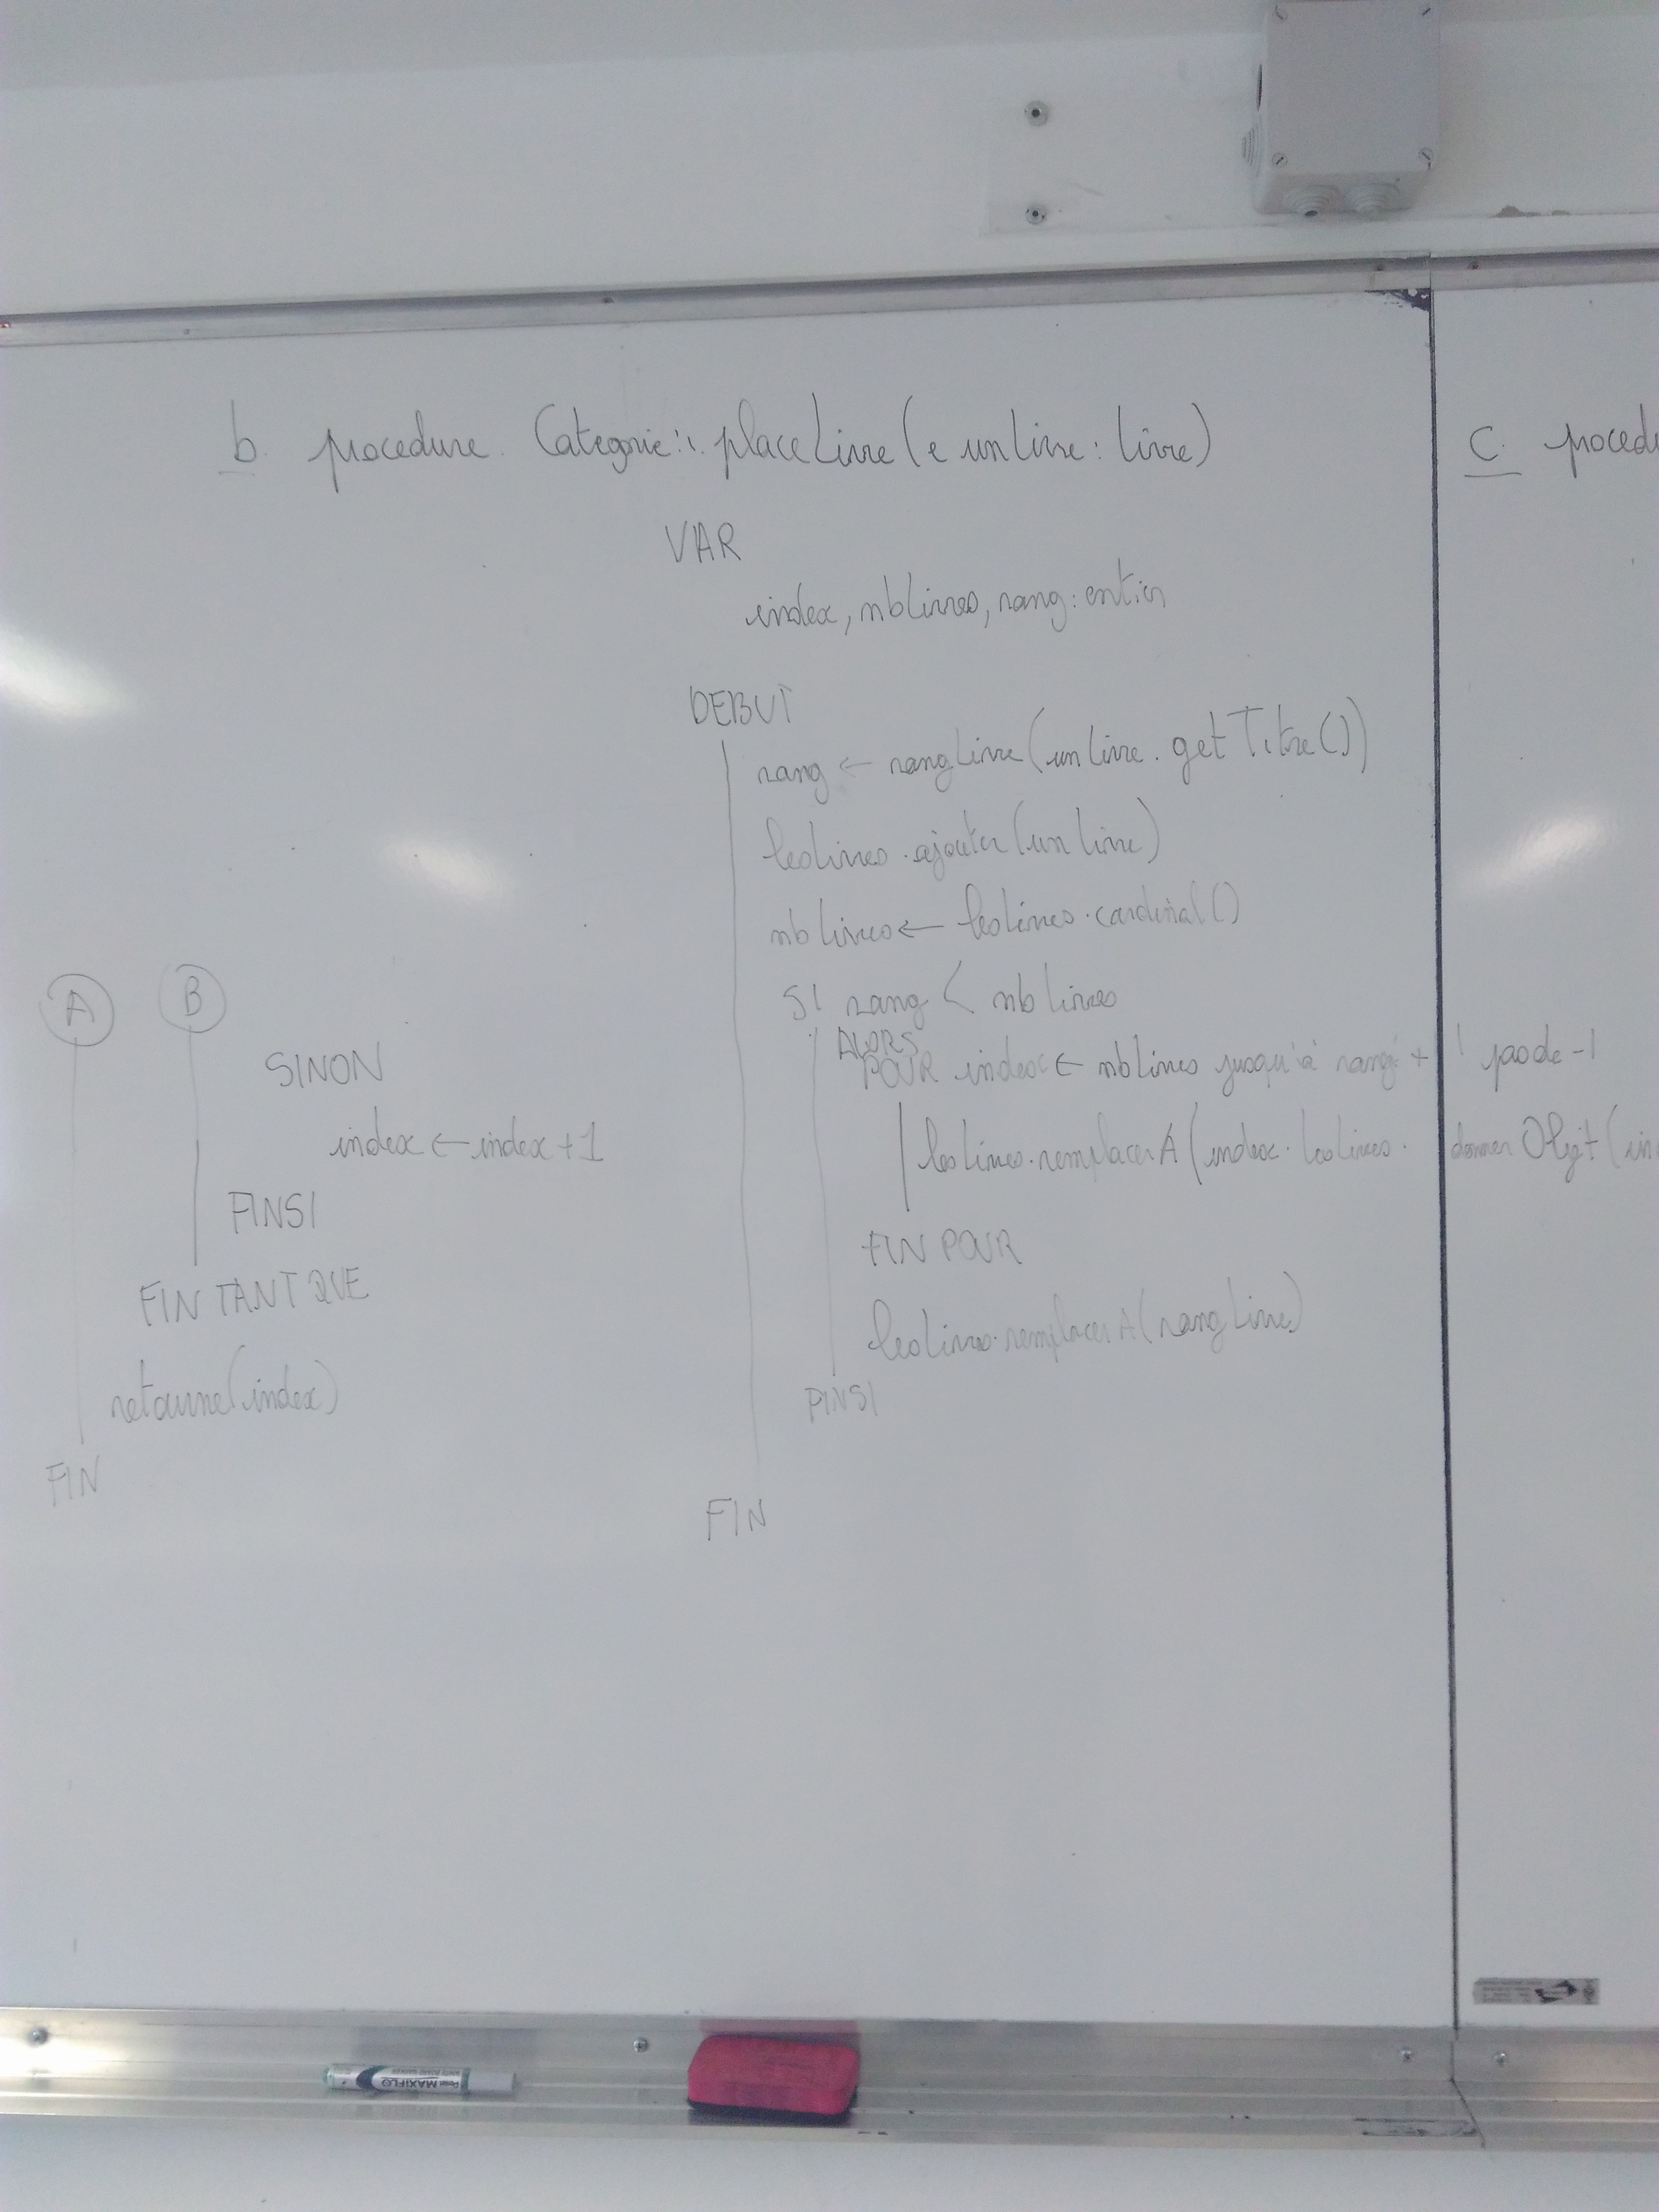 b. procedure Categorie:: placeLivre (e unlivre : livre)
VAR
index, nbLivres, rang : entier
DEBUT
rang ← rangLivre (unlivre . getTitre ())
lesLivres . ajouter (unlivre)
nbLivres ← lesLivres . cardinal ()
SI rang < nbLivres
ALORS
POUR index ← nbLivres jusqu'à rang + 1 pas de -1
lesLivres . remplacerA (index . lesLivres . donnerObjet (in
FIN POUR
lesLivres . remplacerA (rang Livre)
FINSI
FIN
A
B
SINON
index ← index + 1
FINSI
FIN TANT QUE
retourne (index)
FIN
c. procedu
MAXIFLO